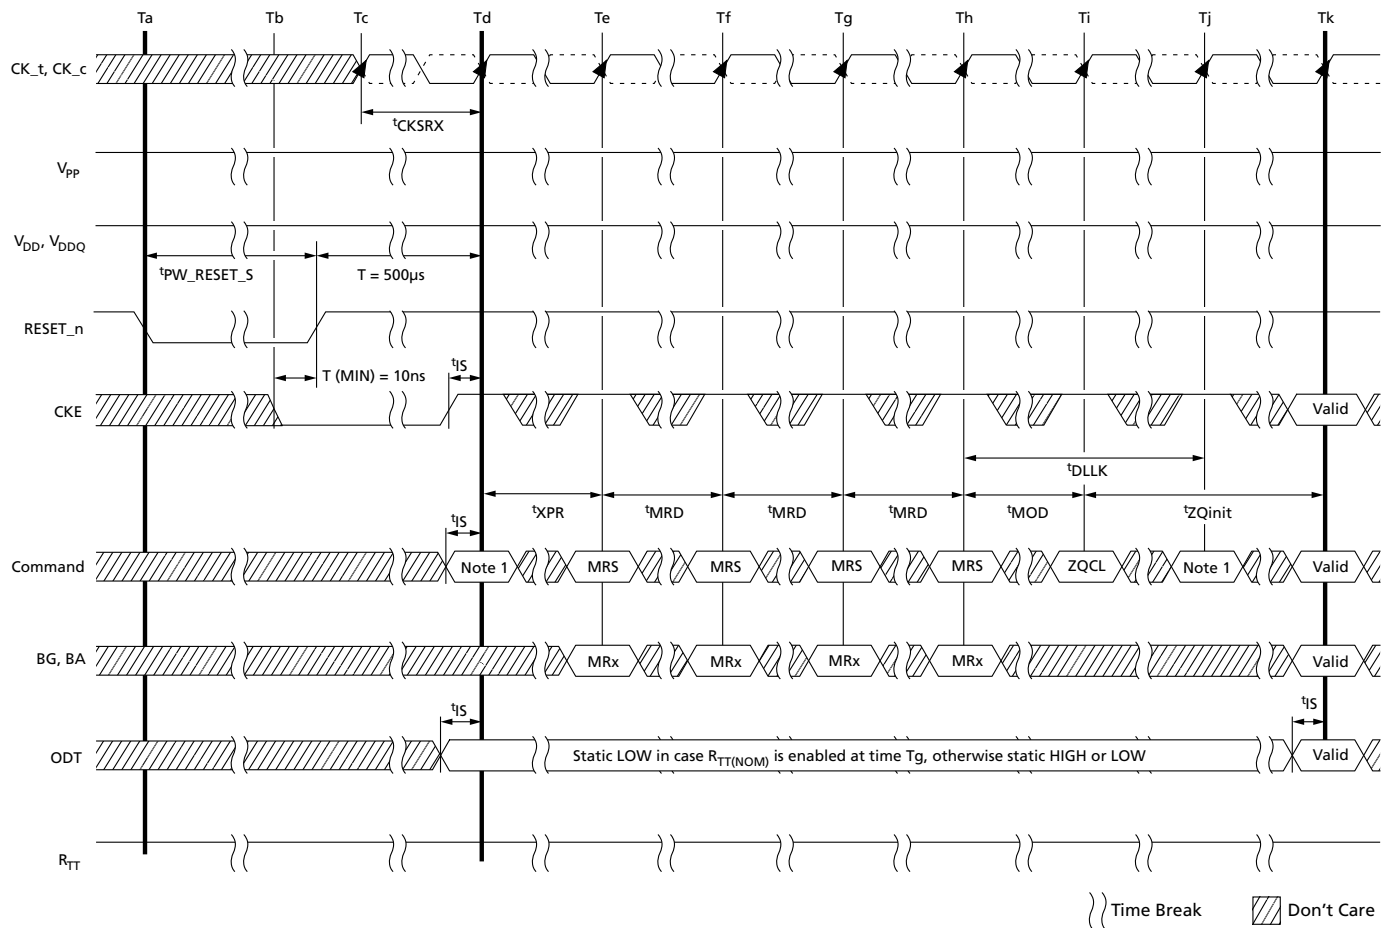 Ta Tb Tc Td Te Tf Tg Th Ti Tj Tk
CK_t, CK_c
tCKSRX
VPP
VDD, VDDQ
tPW_RESET_S T = 500µs
RESET_n
T (MIN) = 10ns tIS
CKE Valid
tDLLK
tXPR tMRD tMRD tMRD tMOD tZQinit
tIS
Command Note 1 MRS MRS MRS MRS ZQCL Note 1 Valid
BG, BA MRx MRx MRx MRx Valid
tIS tIS
ODT Static LOW in case RTT(NOM) is enabled at time Tg, otherwise static HIGH or LOW Valid
RTT
Time Break Don't Care